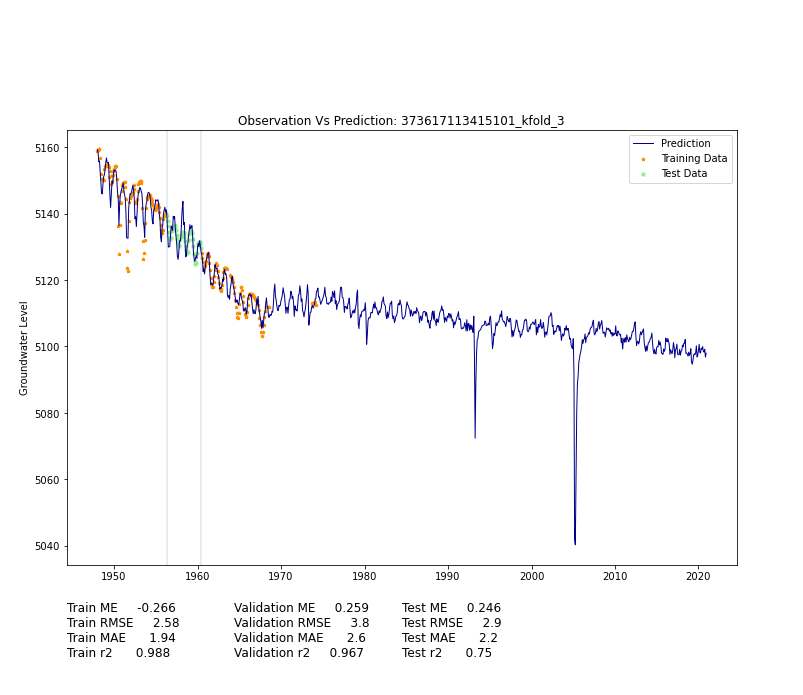 Observation Vs Prediction: 373617113415101_kfold_3
Prediction
Training Data
Test Data
Groundwater Level
5160
5140
5120
5100
5080
5060
5040
1950 1960 1970 1980 1990 2000 2010 2020
Train ME -0.266 Validation ME 0.259 Test ME 0.246
Train RMSE 2.58 Validation RMSE 3.8 Test RMSE 2.9
Train MAE 1.94 Validation MAE 2.6 Test MAE 2.2
Train r2 0.988 Validation r2 0.967 Test r2 0.75